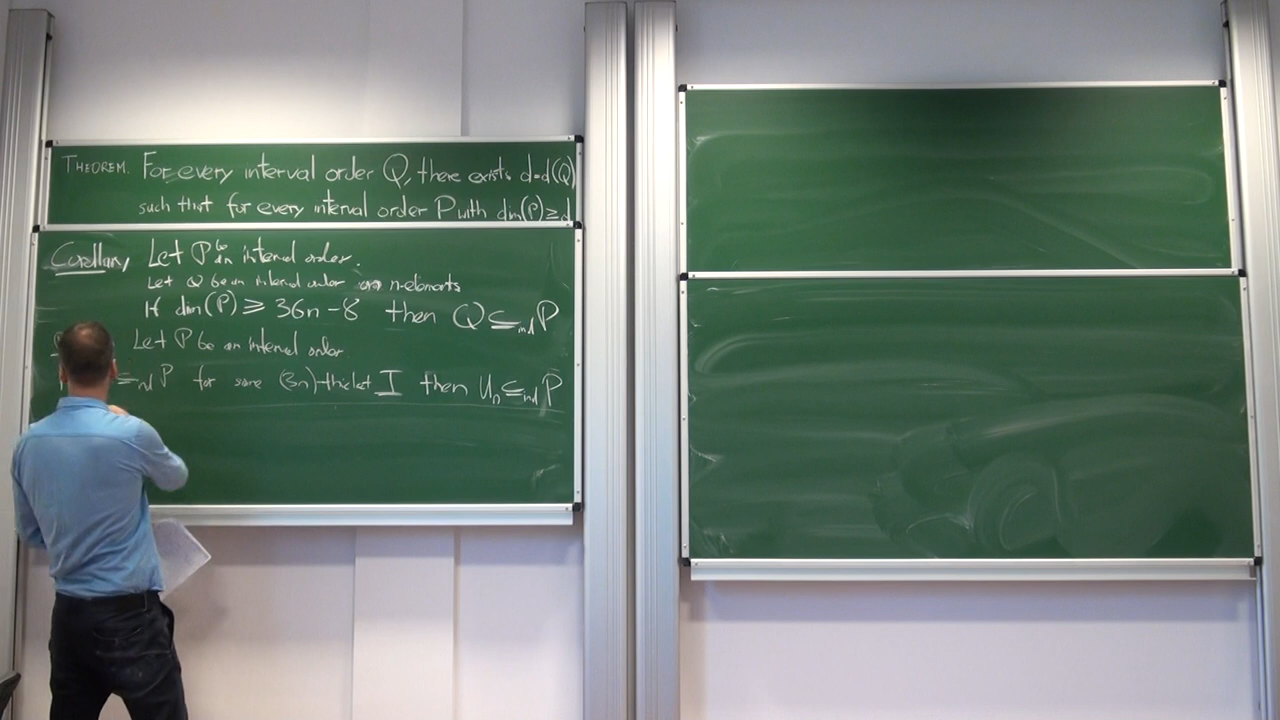 THEOREM. For every interval order Q, there exists d=d(Q)
such that for every interval order P with dim(P) ≥ d
Corollary Let P be an interval order.
Let Q be an interval order on n-elements
If dim(P) ≥ 36n-8 then Q ⊆ind P
Let P be an interval order
⊆ind P for some (3n)-thicket I then Un ⊆ind P